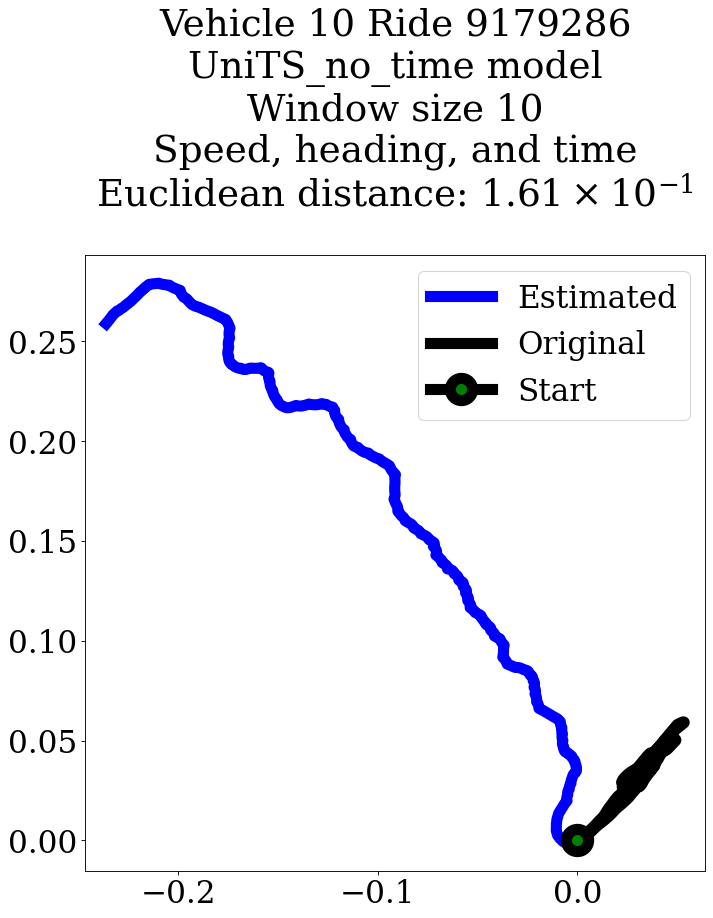 Vehicle 10 Ride 9179286
UniTS_no_time model
Window size 10
Speed, heading, and time
Euclidean distance: 1.61 × 10⁻¹
Estimated
Original
Start
0.25
0.20
0.15
0.10
0.05
0.00
−0.2
−0.1
0.0